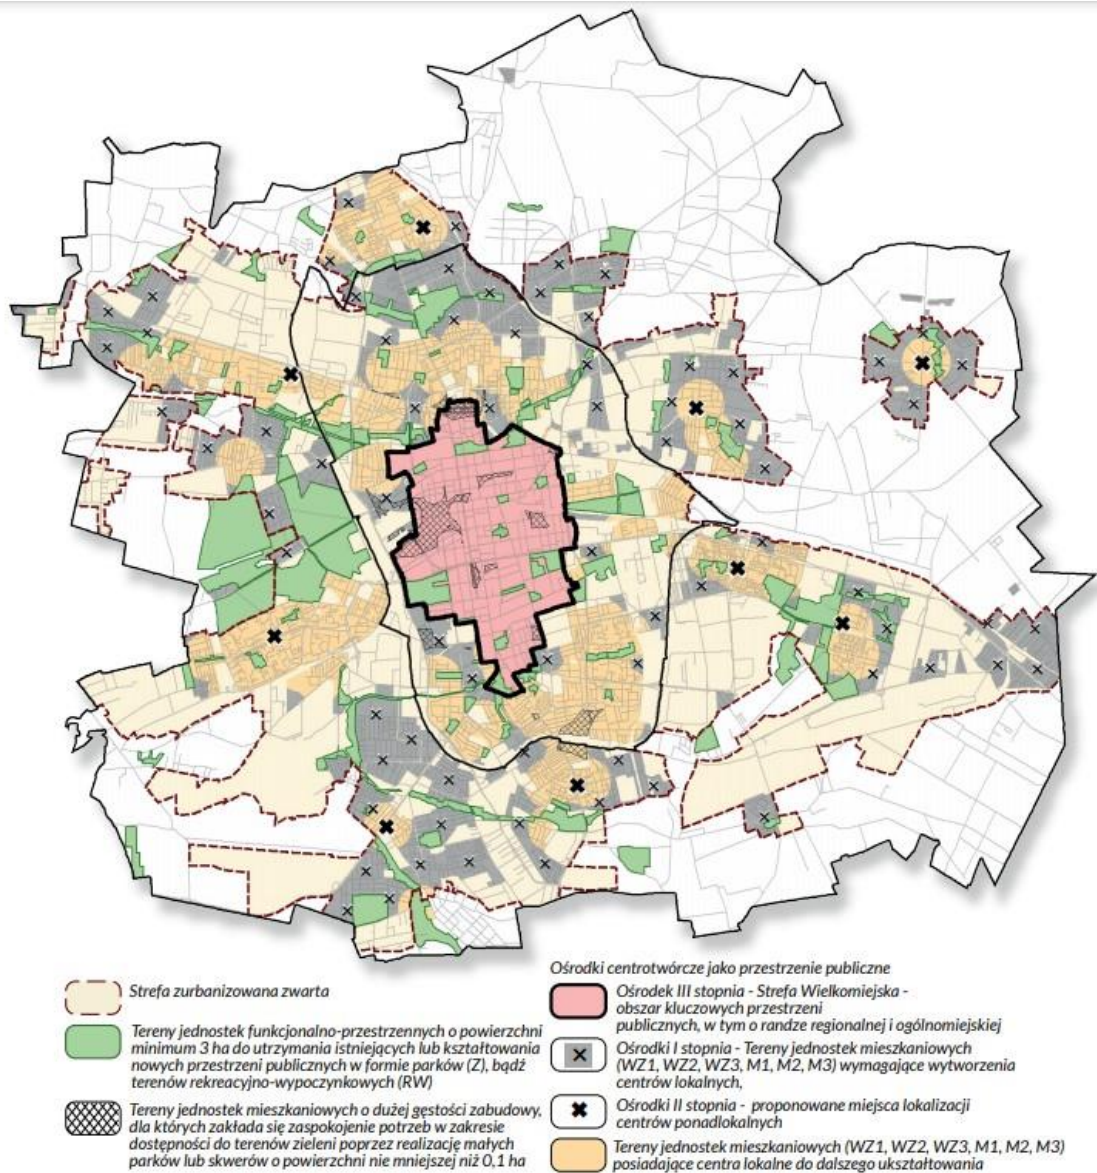 Strefa zurbanizowana zwarta
Tereny jednostek funkcjonalno-przestrzennych o powierzchni
minimum 3 ha do utrzymania istniejących lub kształtowania
nowych przestrzeni publicznych w formie parków (Z), bądź
terenów rekreacyjno-wypoczynkowych (RW)
Tereny jednostek mieszkaniowych o dużej gęstości zabudowy,
dla których zakłada się zaspokojenie potrzeb w zakresie
dostępności do terenów zieleni poprzez realizację małych
parków lub skwerów o powierzchni nie mniejszej niż 0,1 ha
Ośrodki centrotwórcze jako przestrzenie publiczne
Ośrodek III stopnia - Strefa Wielkomiejska -
obszar kluczowych przestrzeni
publicznych, w tym o randze regionalnej i ogólnomiejskiej
Ośrodki I stopnia - Tereny jednostek mieszkaniowych
(WZ1, WZ2, WZ3, M1, M2, M3) wymagające wytworzenia
centrów lokalnych,
Ośrodki II stopnia - proponowane miejsca lokalizacji
centrów ponadlokalnych
Tereny jednostek mieszkaniowych (WZ1, WZ2, WZ3, M1, M2, M3)
posiadające centra lokalne do dalszego ukształtowania